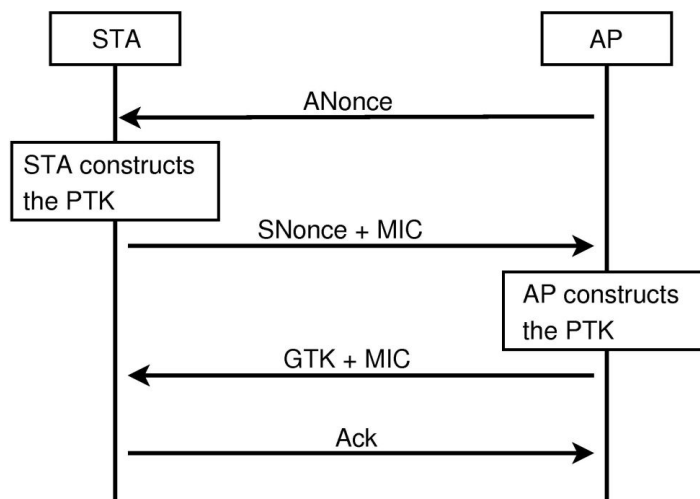 STA
AP
ANonce
STA constructs
the PTK
SNonce + MIC
AP constructs
the PTK
GTK + MIC
Ack